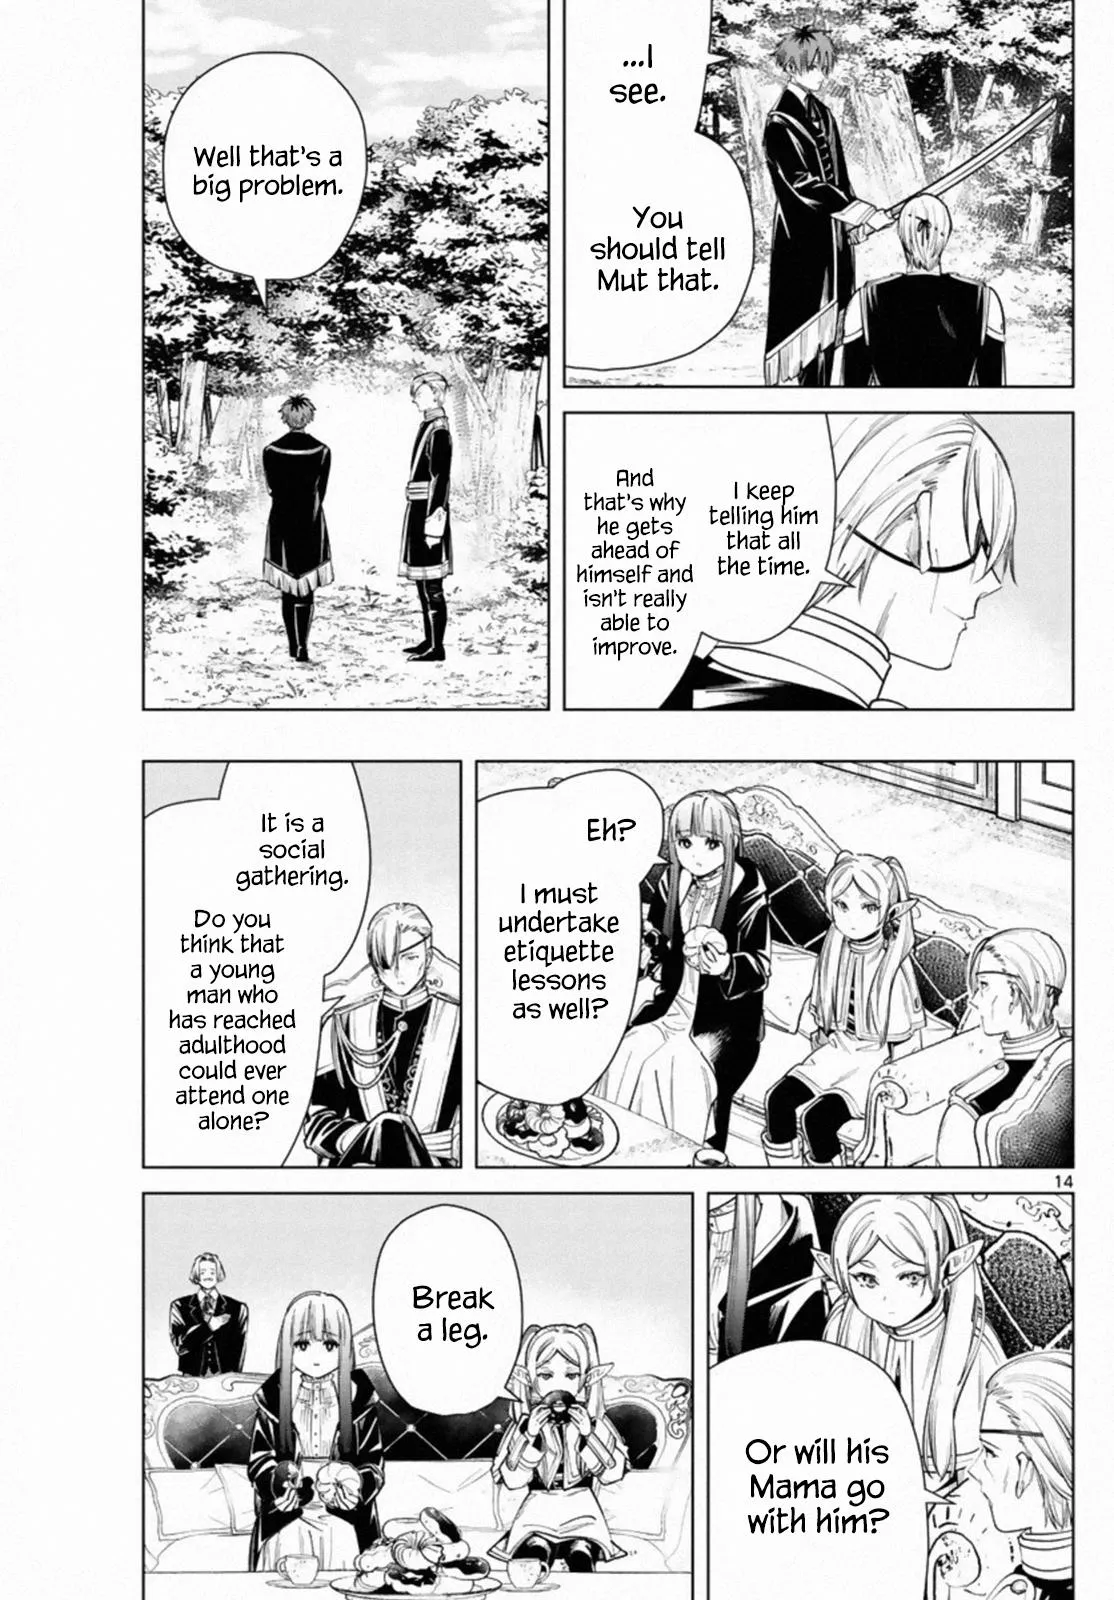 ...I
see.
You
should tell
Mut that.
Well that's a
big problem.
I keep
telling him
that all
the time.
And
that's why
he gets
ahead of
himself and
isn't really
able to
improve.
Eh?
I must
undertake
etiquette
lessons
as well?
It is a
social
gathering.
Do you
think that
a young
man who
has reached
adulthood
could ever
attend one
alone?
14
Or will his
Mama go
with him?
Break
a leg.